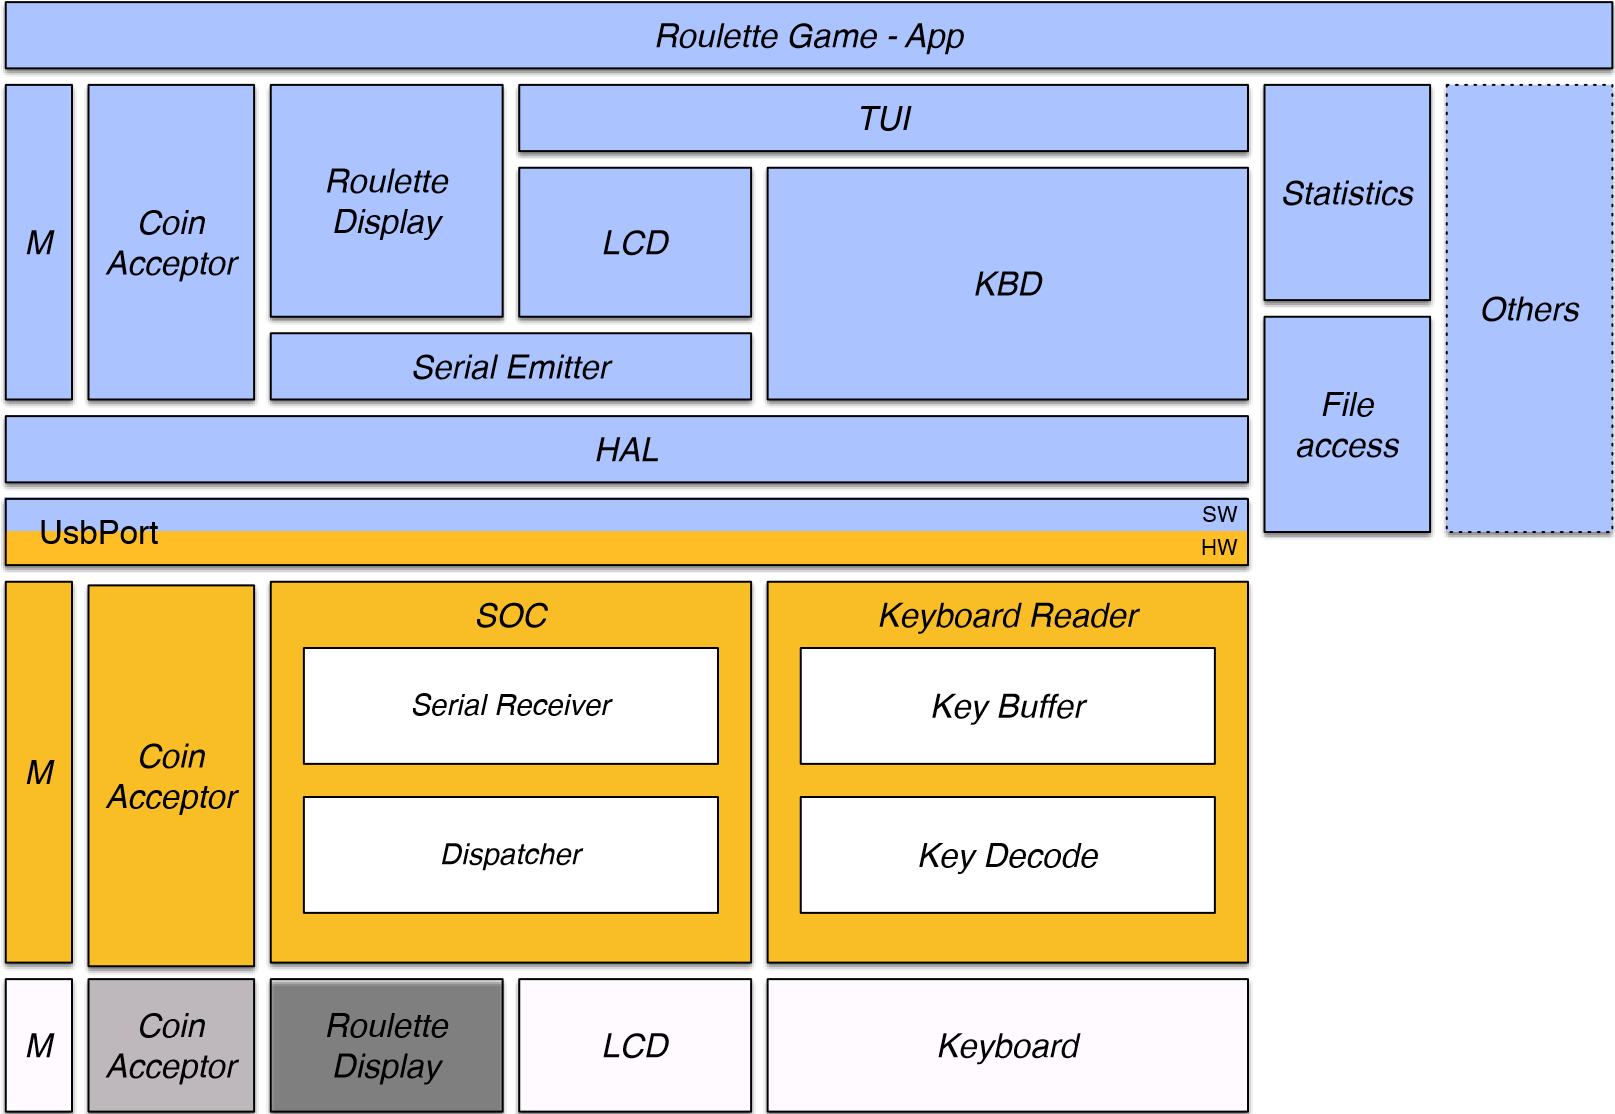 Roulette Game - App
M
Coin
Acceptor
Roulette
Display
TUI
LCD
KBD
Statistics
Others
Serial Emitter
File
access
HAL
UsbPort
SW
HW
M
Coin
Acceptor
SOC
Serial Receiver
Dispatcher
Keyboard Reader
Key Buffer
Key Decode
M
Coin
Acceptor
Roulette
Display
LCD
Keyboard